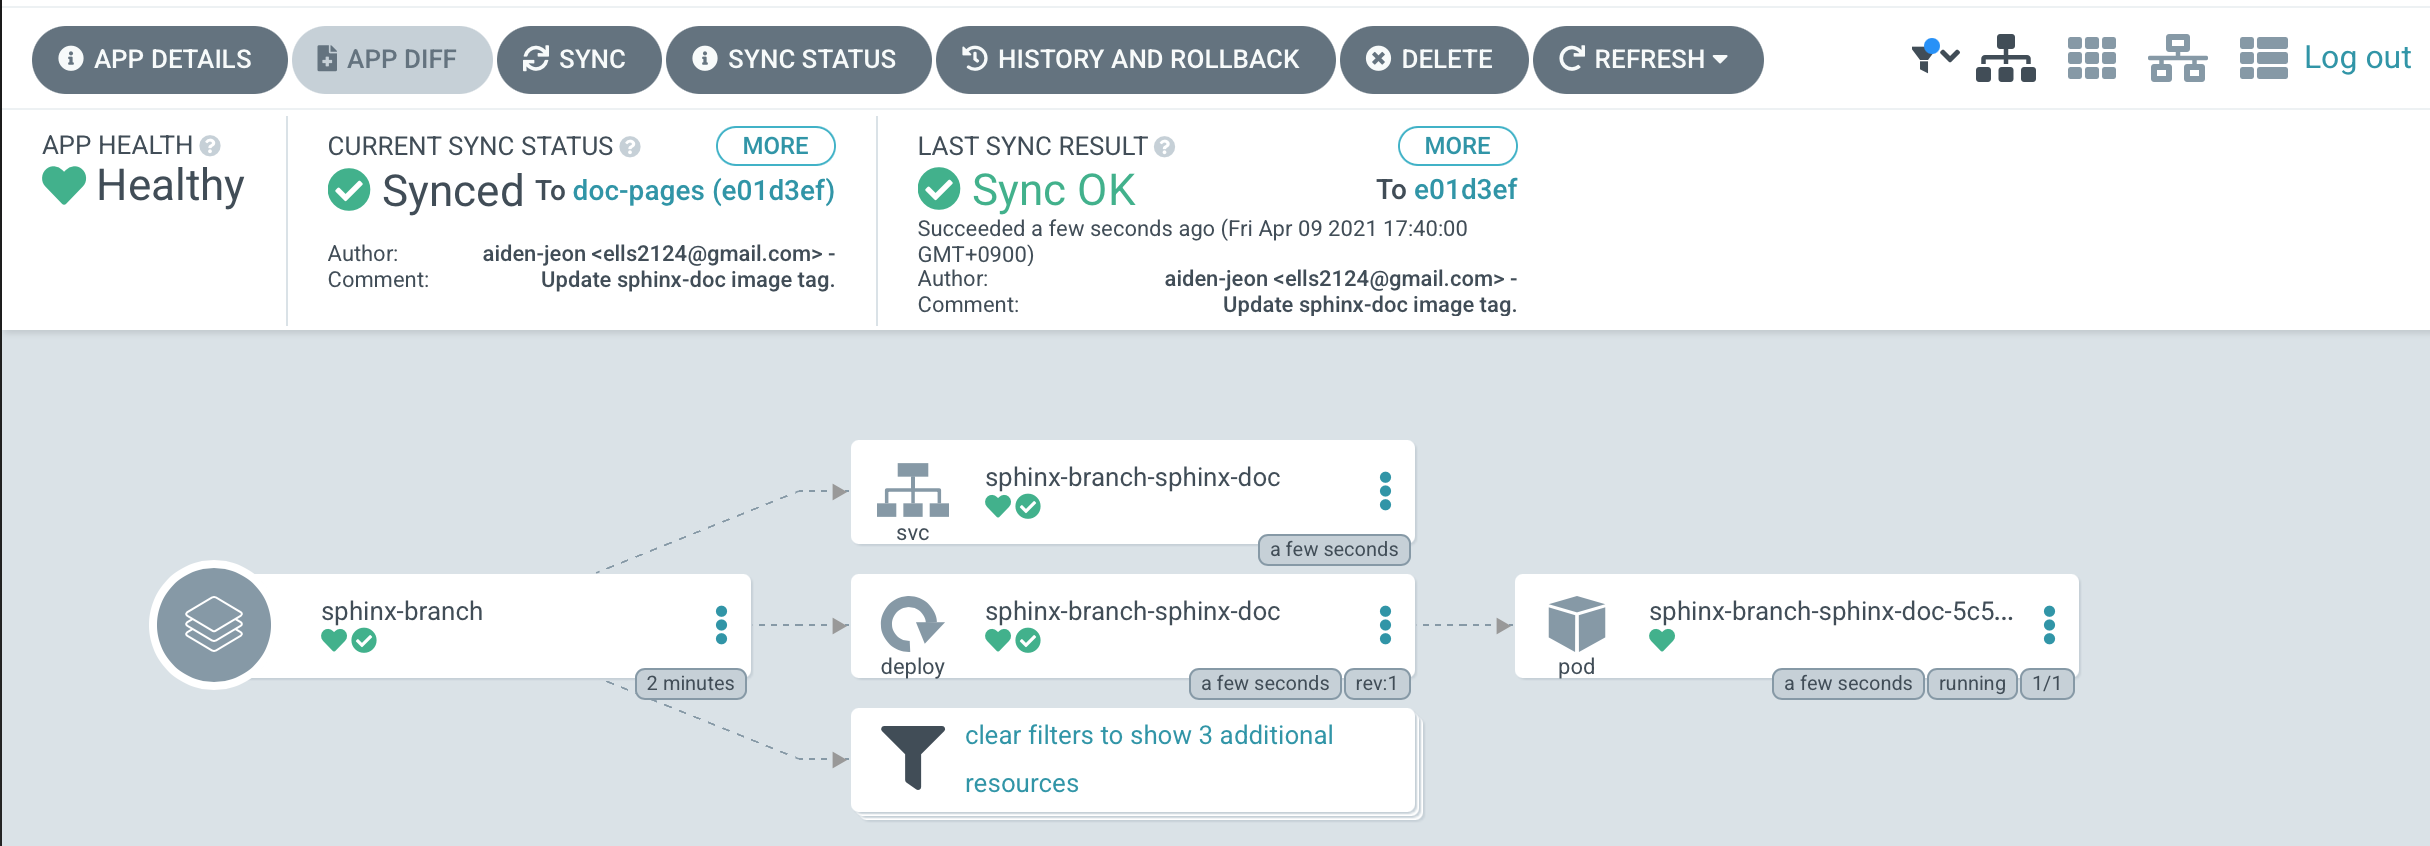 APP DETAILS APP DIFF SYNC SYNC STATUS HISTORY AND ROLLBACK DELETE REFRESH Log out
APP HEALTH
Healthy
CURRENT SYNC STATUS MORE
Synced To doc-pages (e01d3ef)
Author: aiden-jeon <ells2124@gmail.com> -
Comment: Update sphinx-doc image tag.
LAST SYNC RESULT MORE
Sync OK To e01d3ef
Succeeded a few seconds ago (Fri Apr 09 2021 17:40:00
GMT+0900)
Author: aiden-jeon <ells2124@gmail.com> -
Comment: Update sphinx-doc image tag.
sphinx-branch-sphinx-doc
svc
a few seconds
sphinx-branch
2 minutes
sphinx-branch-sphinx-doc
deploy
a few seconds rev:1
sphinx-branch-sphinx-doc-5c5...
pod
a few seconds running 1/1
clear filters to show 3 additional
resources